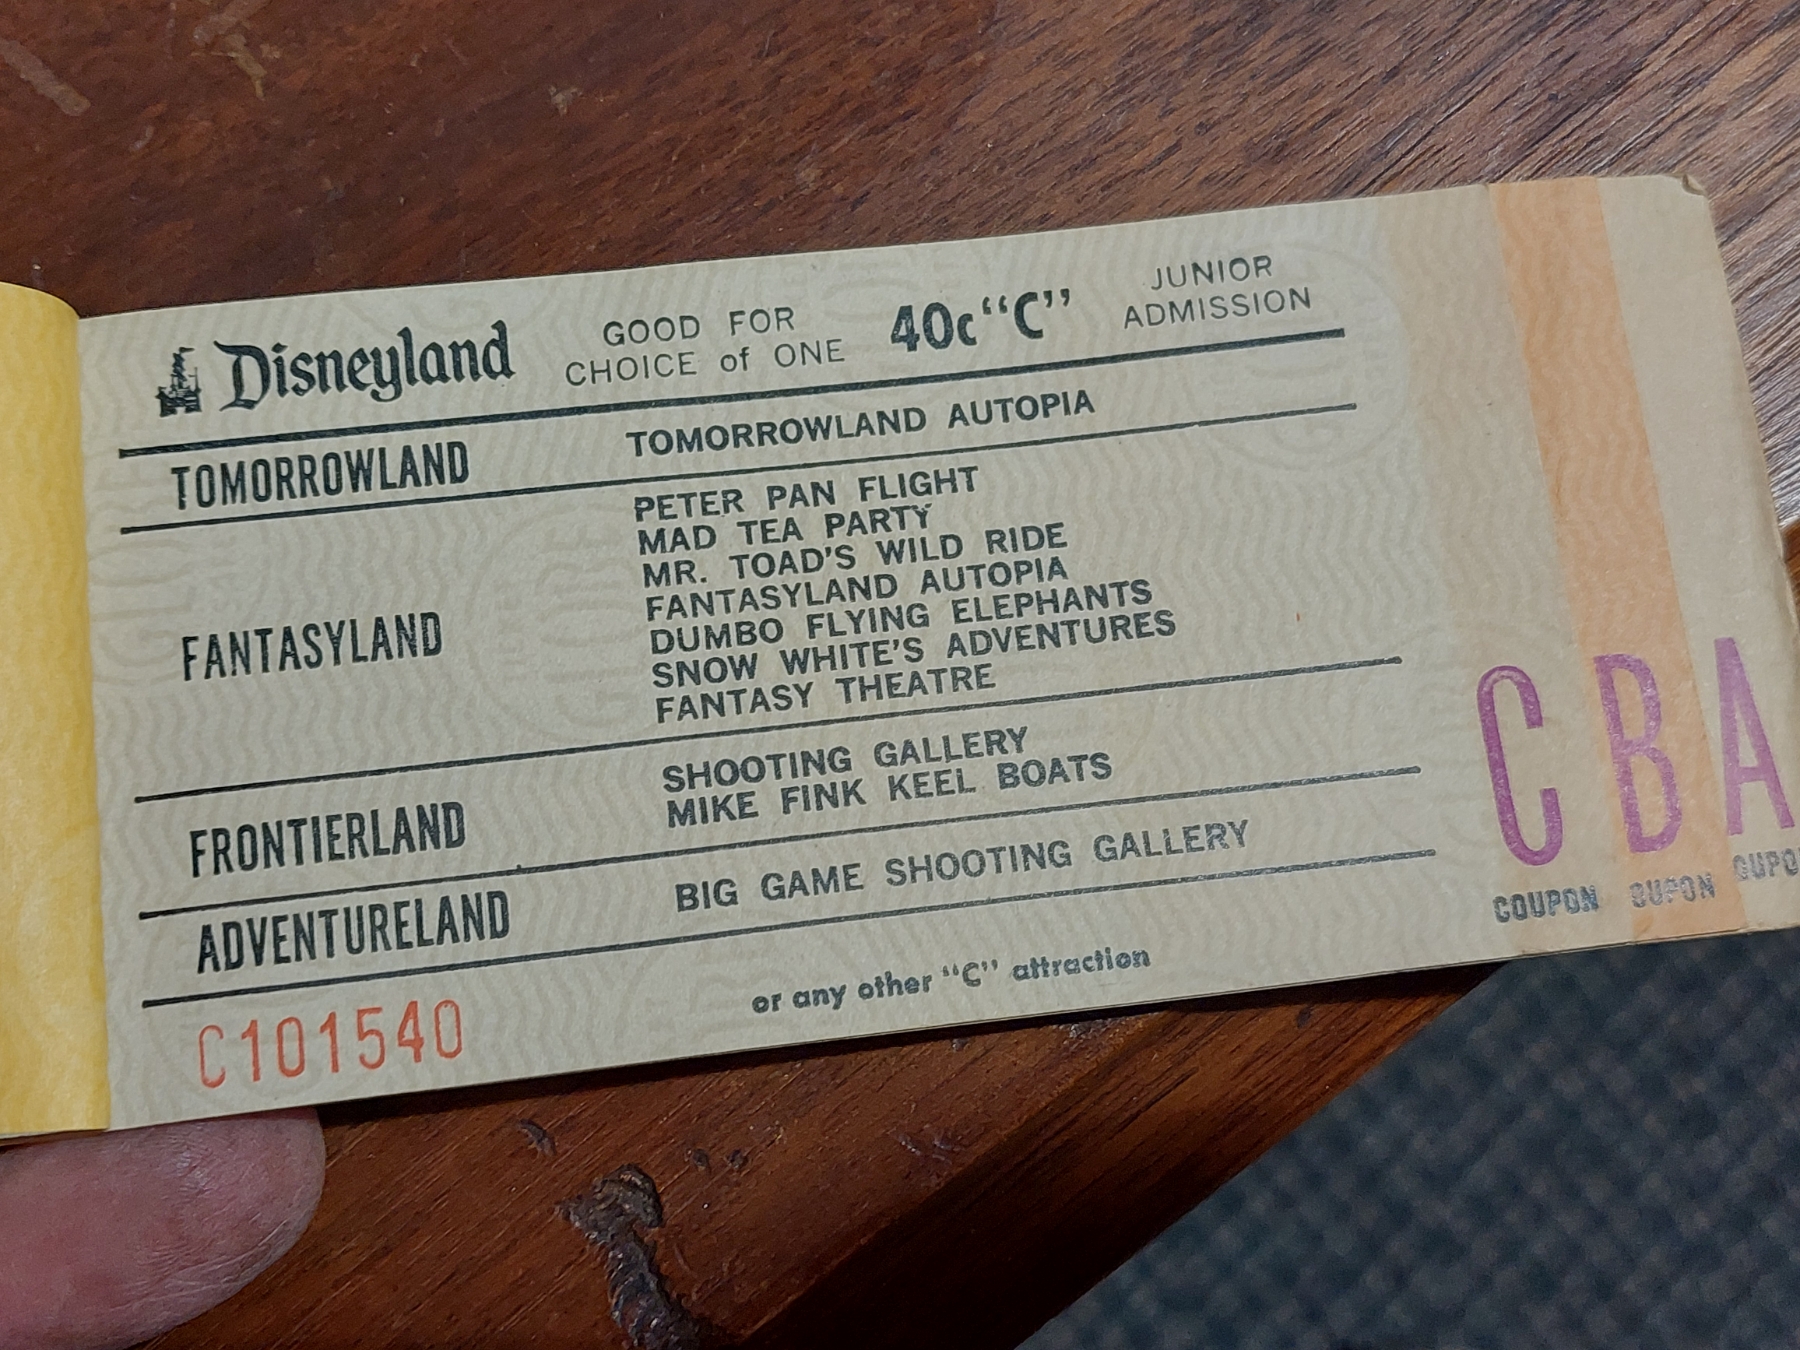 Disneyland GOOD FOR CHOICE of ONE 40c "C" JUNIOR ADMISSION
TOMORROWLAND
TOMORROWLAND AUTOPIA
FANTASYLAND
PETER PAN FLIGHT
MAD TEA PARTY
MR. TOAD'S WILD RIDE
FANTASYLAND AUTOPIA
DUMBO FLYING ELEPHANTS
SNOW WHITE'S ADVENTURES
FANTASY THEATRE
FRONTIERLAND
SHOOTING GALLERY
MIKE FINK KEEL BOATS
ADVENTURELAND
BIG GAME SHOOTING GALLERY
or any other "C" attraction
C101540
C B A
COUPON OUPON OUPO